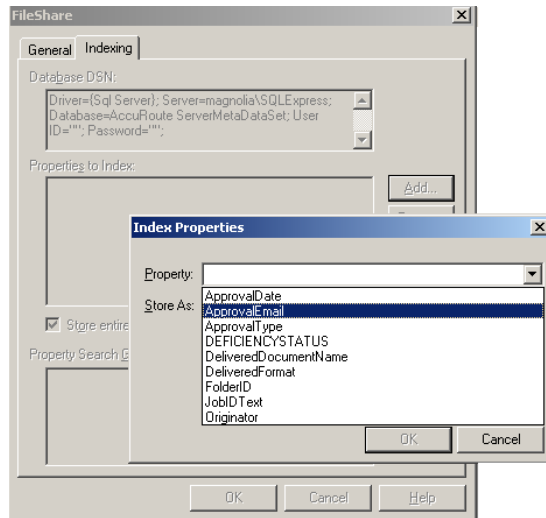 FileShare
General Indexing
Database DSN:
Driver={Sql Server}; Server=magnolia\SQLExpress;
Database=AccuRoute ServerMetaDataSet; User
ID=""; Password="";
Properties to Index:
Add...
Index Properties
Property:
Store As:
ApprovalDate
ApprovalEmail
ApprovalType
DEFICIENCYSTATUS
DeliveredDocumentName
DeliveredFormat
FolderID
JobIDText
Originator
Store entire
Property Search G
OK Cancel
OK Cancel Help